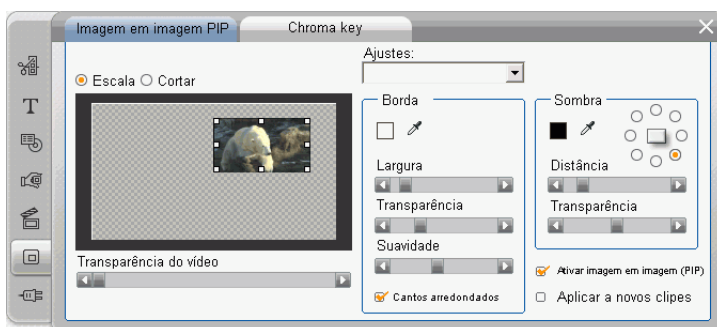 Imagem em imagem PIP
Chroma key
Ajustes:
Escala
Cortar
Borda
Sombra
T
Largura
Distância
Transparência
Transparência
Suavidade
Transparência do vídeo
Ativar imagem em imagem (PIP)
Cantos arredondados
Aplicar a novos clipes